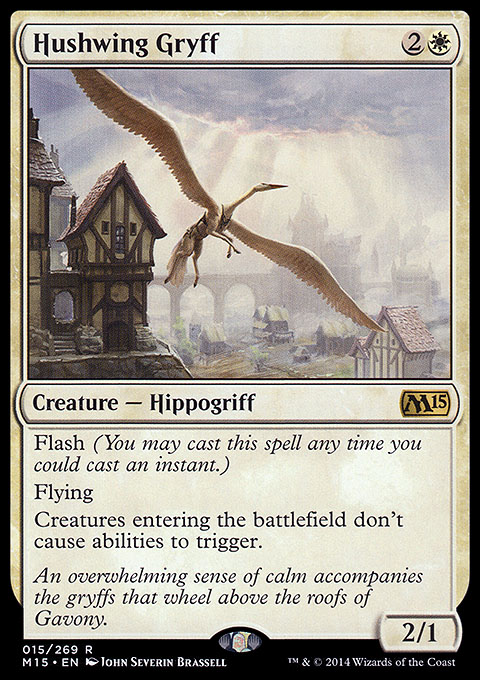 Hushwing Gryff 2
Creature — Hippogriff M15
Flash (You may cast this spell any time you
could cast an instant.)
Flying
Creatures entering the battlefield don't
cause abilities to trigger.
An overwhelming sense of calm accompanies
the gryffs that wheel above the roofs of
Gavony.
2/1
015/269 R
M15 • EN John Severin Brassell
™ & © 2014 Wizards of the Coast